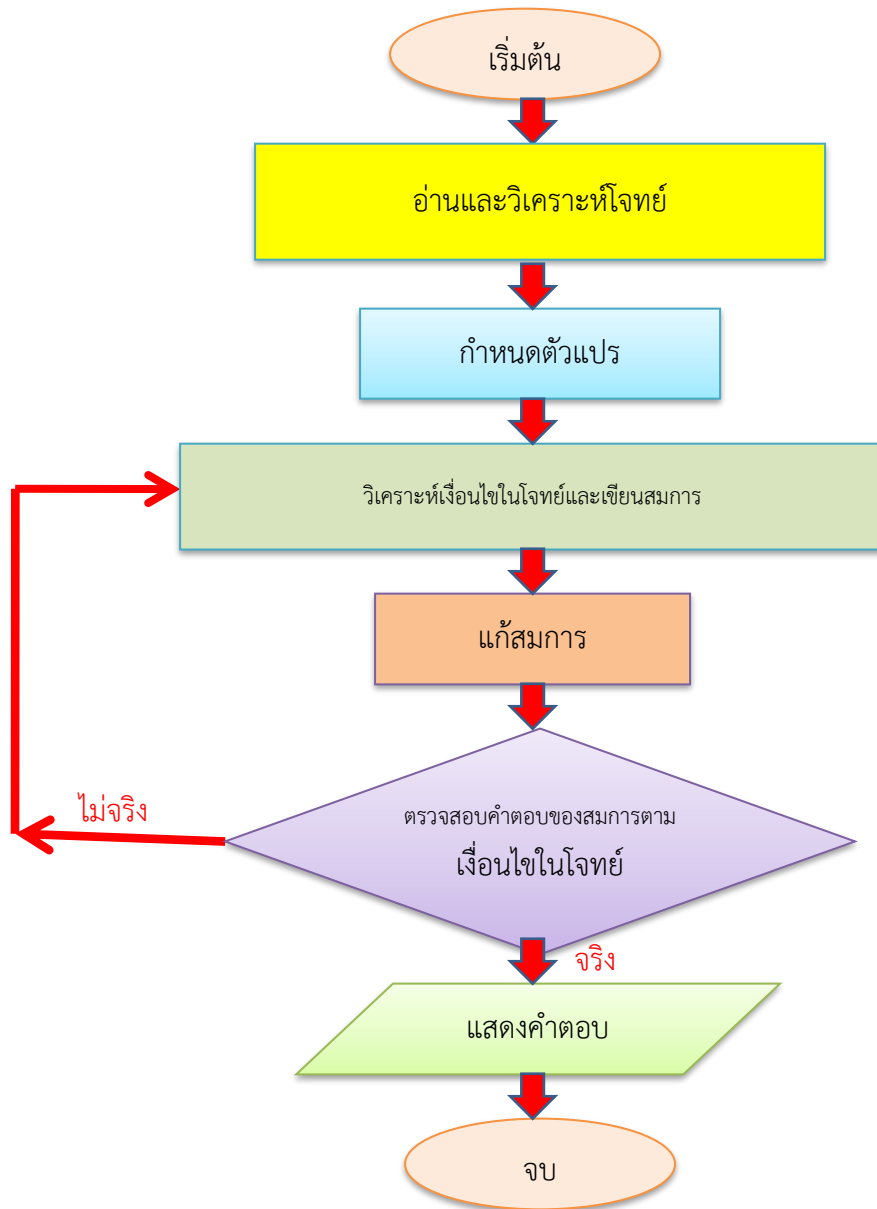 เริ่มต้น
อ่านและวิเคราะห์โจทย์
กำหนดตัวแปร
วิเคราะห์เงื่อนไขในโจทย์และเขียนสมการ
แก้สมการ
ไม่จริง
ตรวจสอบคำตอบของสมการตาม
เงื่อนไขในโจทย์
จริง
แสดงคำตอบ
จบ